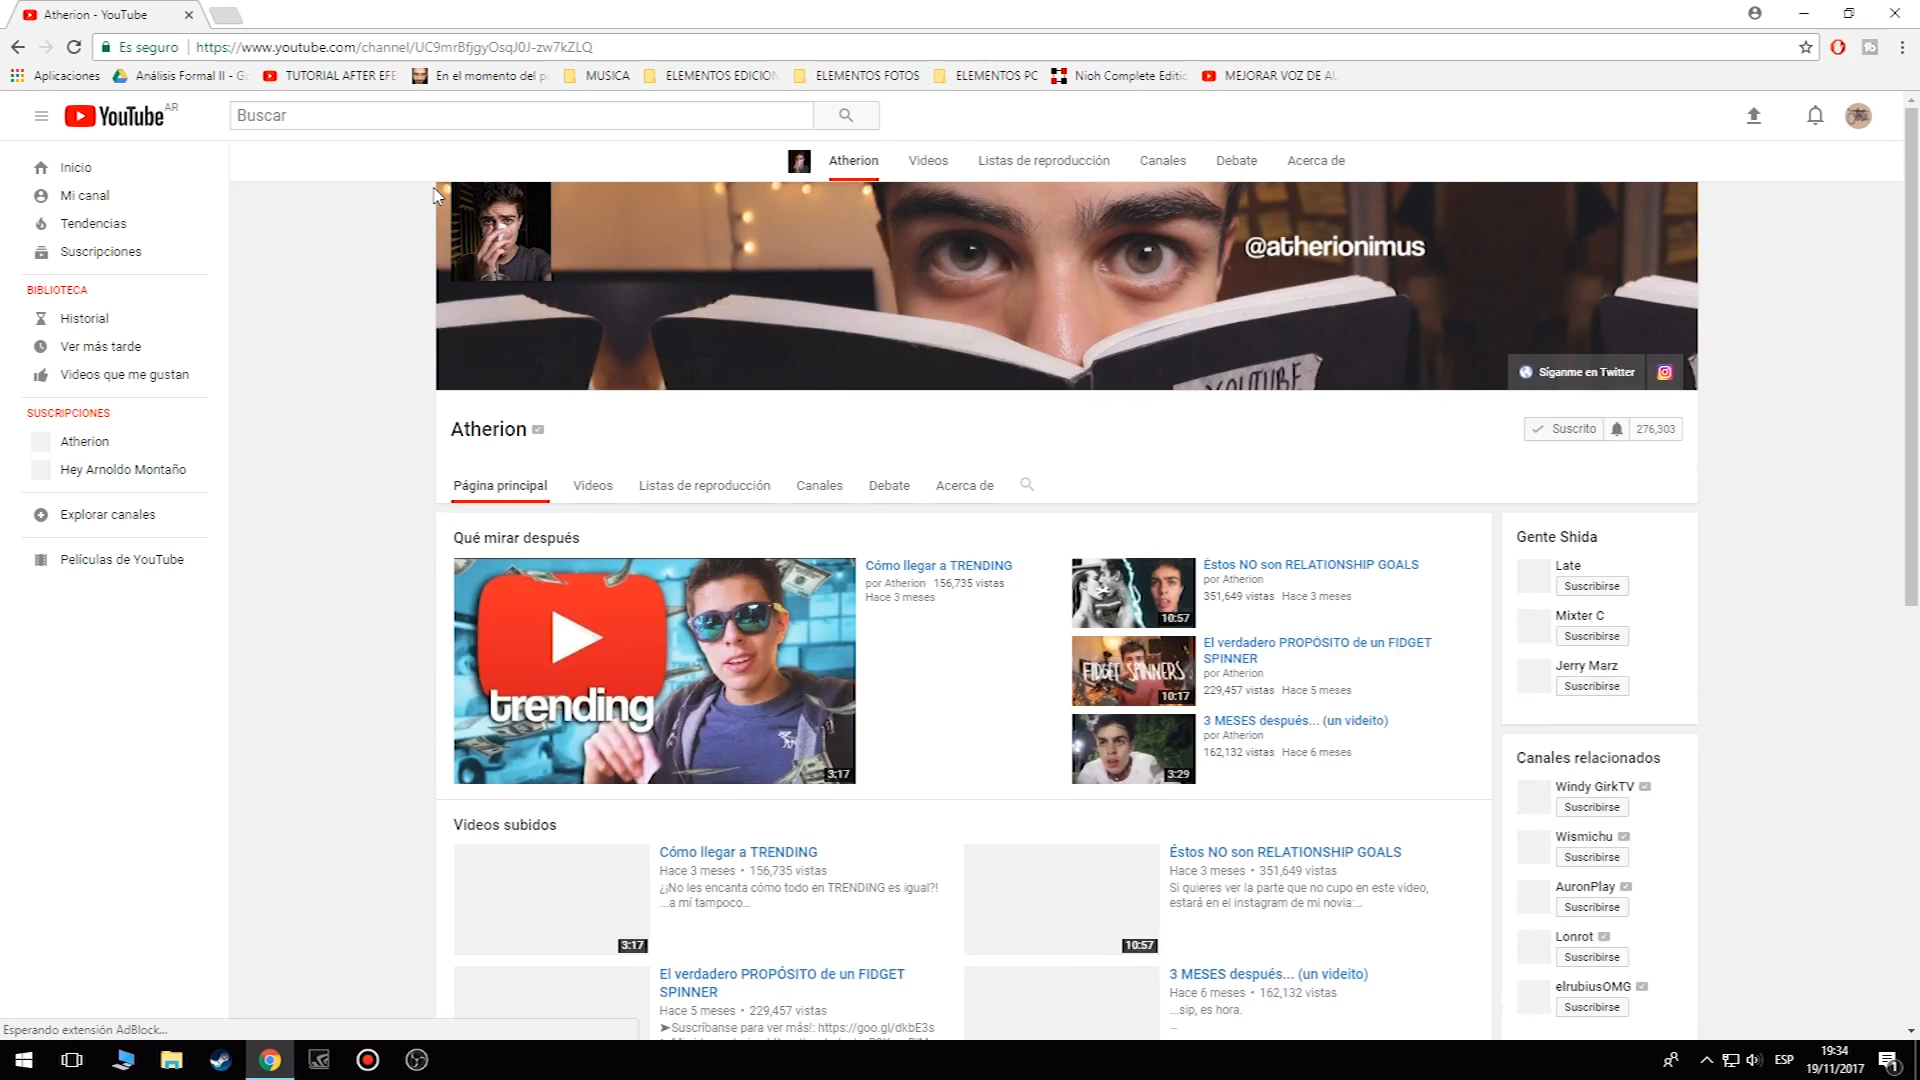 Atherion - YouTube
Es seguro
https://www.youtube.com/channel/UC9mrBfjgyOsqJ0J-zw7kZLQ
Aplicaciones
Análisis Formal II - Go
TUTORIAL AFTER EFE
En el momento del p
MUSICA
ELEMENTOS EDICION
ELEMENTOS FOTOS
ELEMENTOS PC
Nioh Complete Editio
MEJORAR VOZ DE AU
YouTube AR
Buscar
Atherion
Videos
Listas de reproducción
Canales
Debate
Acerca de
Inicio
Mi canal
Tendencias
Suscripciones
BIBLIOTECA
Historial
Ver más tarde
Videos que me gustan
SUSCRIPCIONES
Atherion
Hey Arnoldo Montaño
Explorar canales
Películas de YouTube
@atherionimus
YOUTUBE
Síganme en Twitter
Atherion
Suscrito
276,303
Página principal
Videos
Listas de reproducción
Canales
Debate
Acerca de
Qué mirar después
trending
3:17
Cómo llegar a TRENDING
por Atherion 156,735 vistas
Hace 3 meses
10:57
Éstos NO son RELATIONSHIP GOALS
por Atherion
351,649 vistas Hace 3 meses
FIDGET SPINNERS
10:17
El verdadero PROPÓSITO de un FIDGET
SPINNER
por Atherion
229,457 vistas Hace 5 meses
3:29
3 MESES después... (un videito)
por Atherion
162,132 vistas Hace 6 meses
Videos subidos
3:17
Cómo llegar a TRENDING
Hace 3 meses • 156,735 vistas
¿¡No les encanta cómo todo en TRENDING es igual?!
...a mí tampoco...
10:57
Éstos NO son RELATIONSHIP GOALS
Hace 3 meses • 351,649 vistas
Si quieres ver la parte que no cupo en este video,
estará en el instagram de mi novia:...
El verdadero PROPÓSITO de un FIDGET
SPINNER
Hace 5 meses • 229,457 vistas
➤Suscríbanse para ver más!: https://goo.gl/dkbE3s
3 MESES después... (un videito)
Hace 6 meses • 162,132 vistas
...sip, es hora.
...
Gente Shida
Late
Suscribirse
Mixter C
Suscribirse
Jerry Marz
Suscribirse
Canales relacionados
Windy GirkTV
Suscribirse
Wismichu
Suscribirse
AuronPlay
Suscribirse
Lonrot
Suscribirse
elrubiusOMG
Suscribirse
Esperando extensión AdBlock...
ESP
19:34
19/11/2017
1